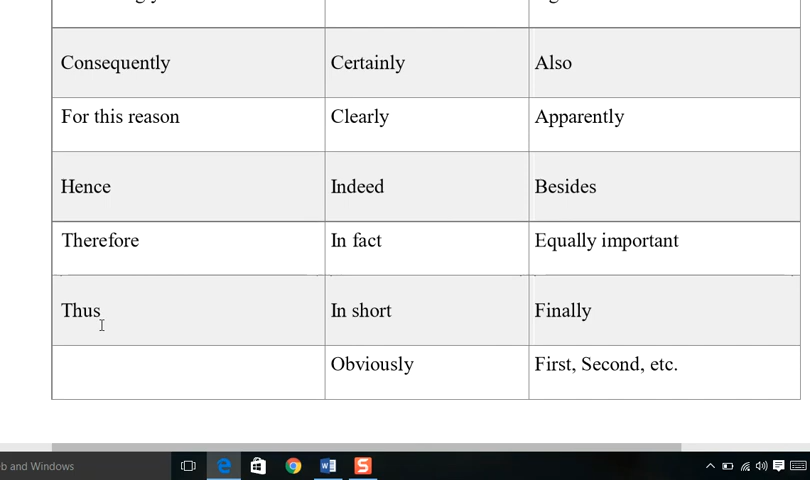 Consequently Certainly Also
For this reason Clearly Apparently
Hence Indeed Besides
Therefore In fact Equally important
Thus In short Finally
Obviously First, Second, etc.
and Windows